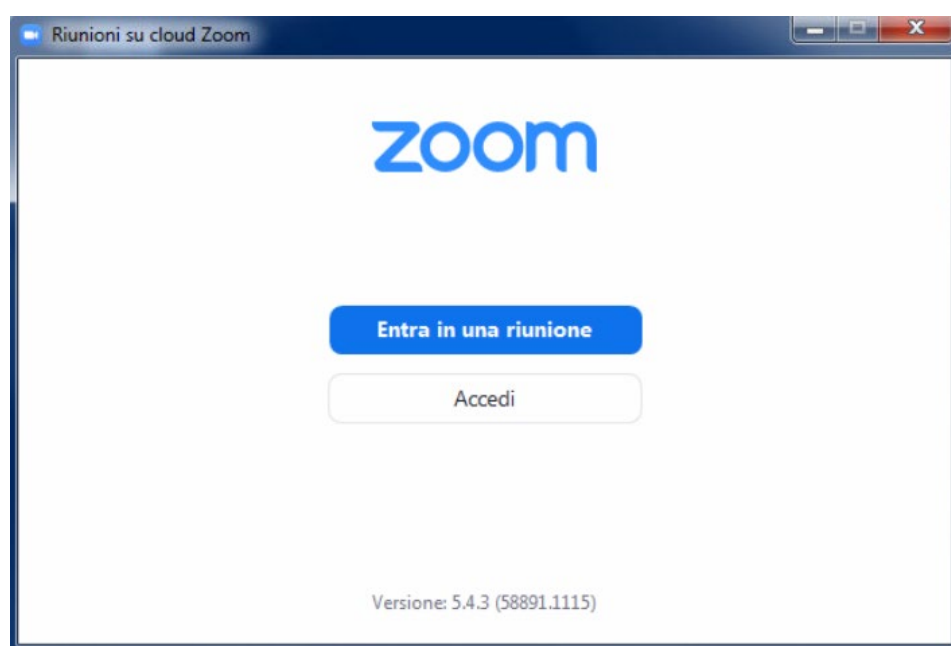 Riunioni su cloud Zoom
zoom
Entra in una riunione
Accedi
Versione: 5.4.3 (58891.1115)